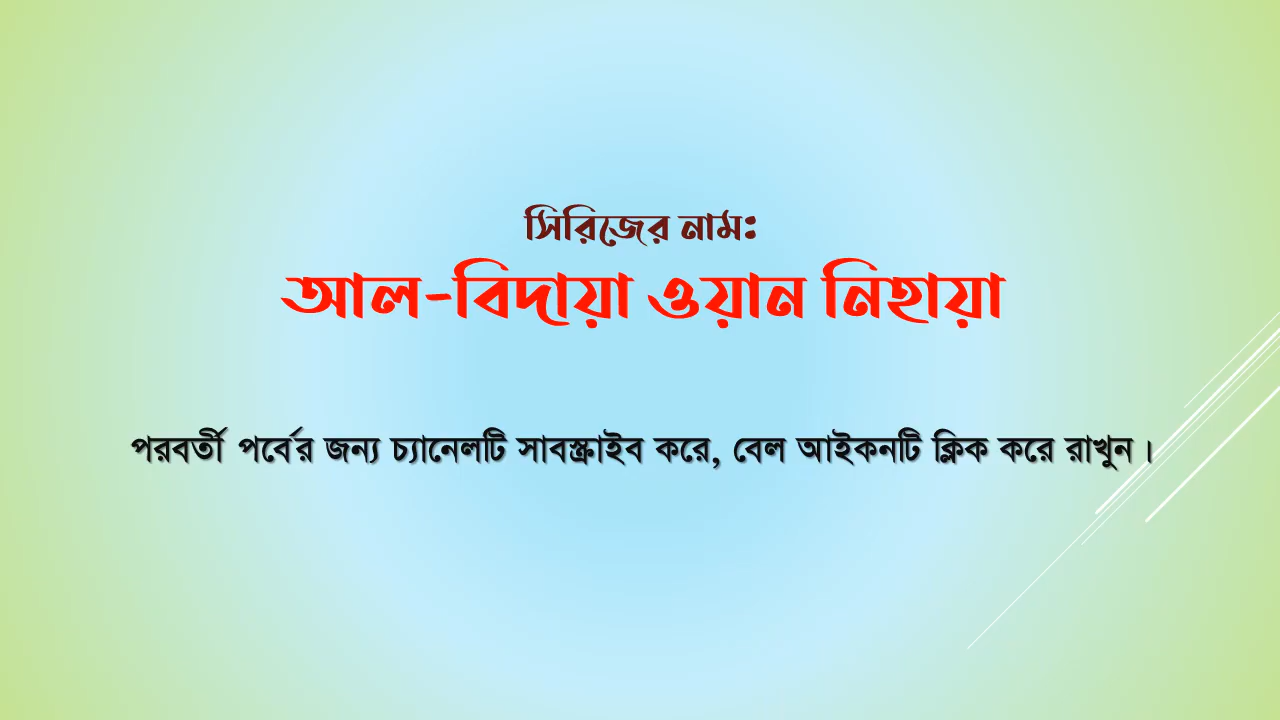 সিরিজের নাম:
আল-বিদায়া ওয়ান নিহায়া
পরবর্তী পর্বের জন্য চ্যানেলটি সাবস্ক্রাইব করে, বেল আইকনটি ক্লিক করে রাখুন।